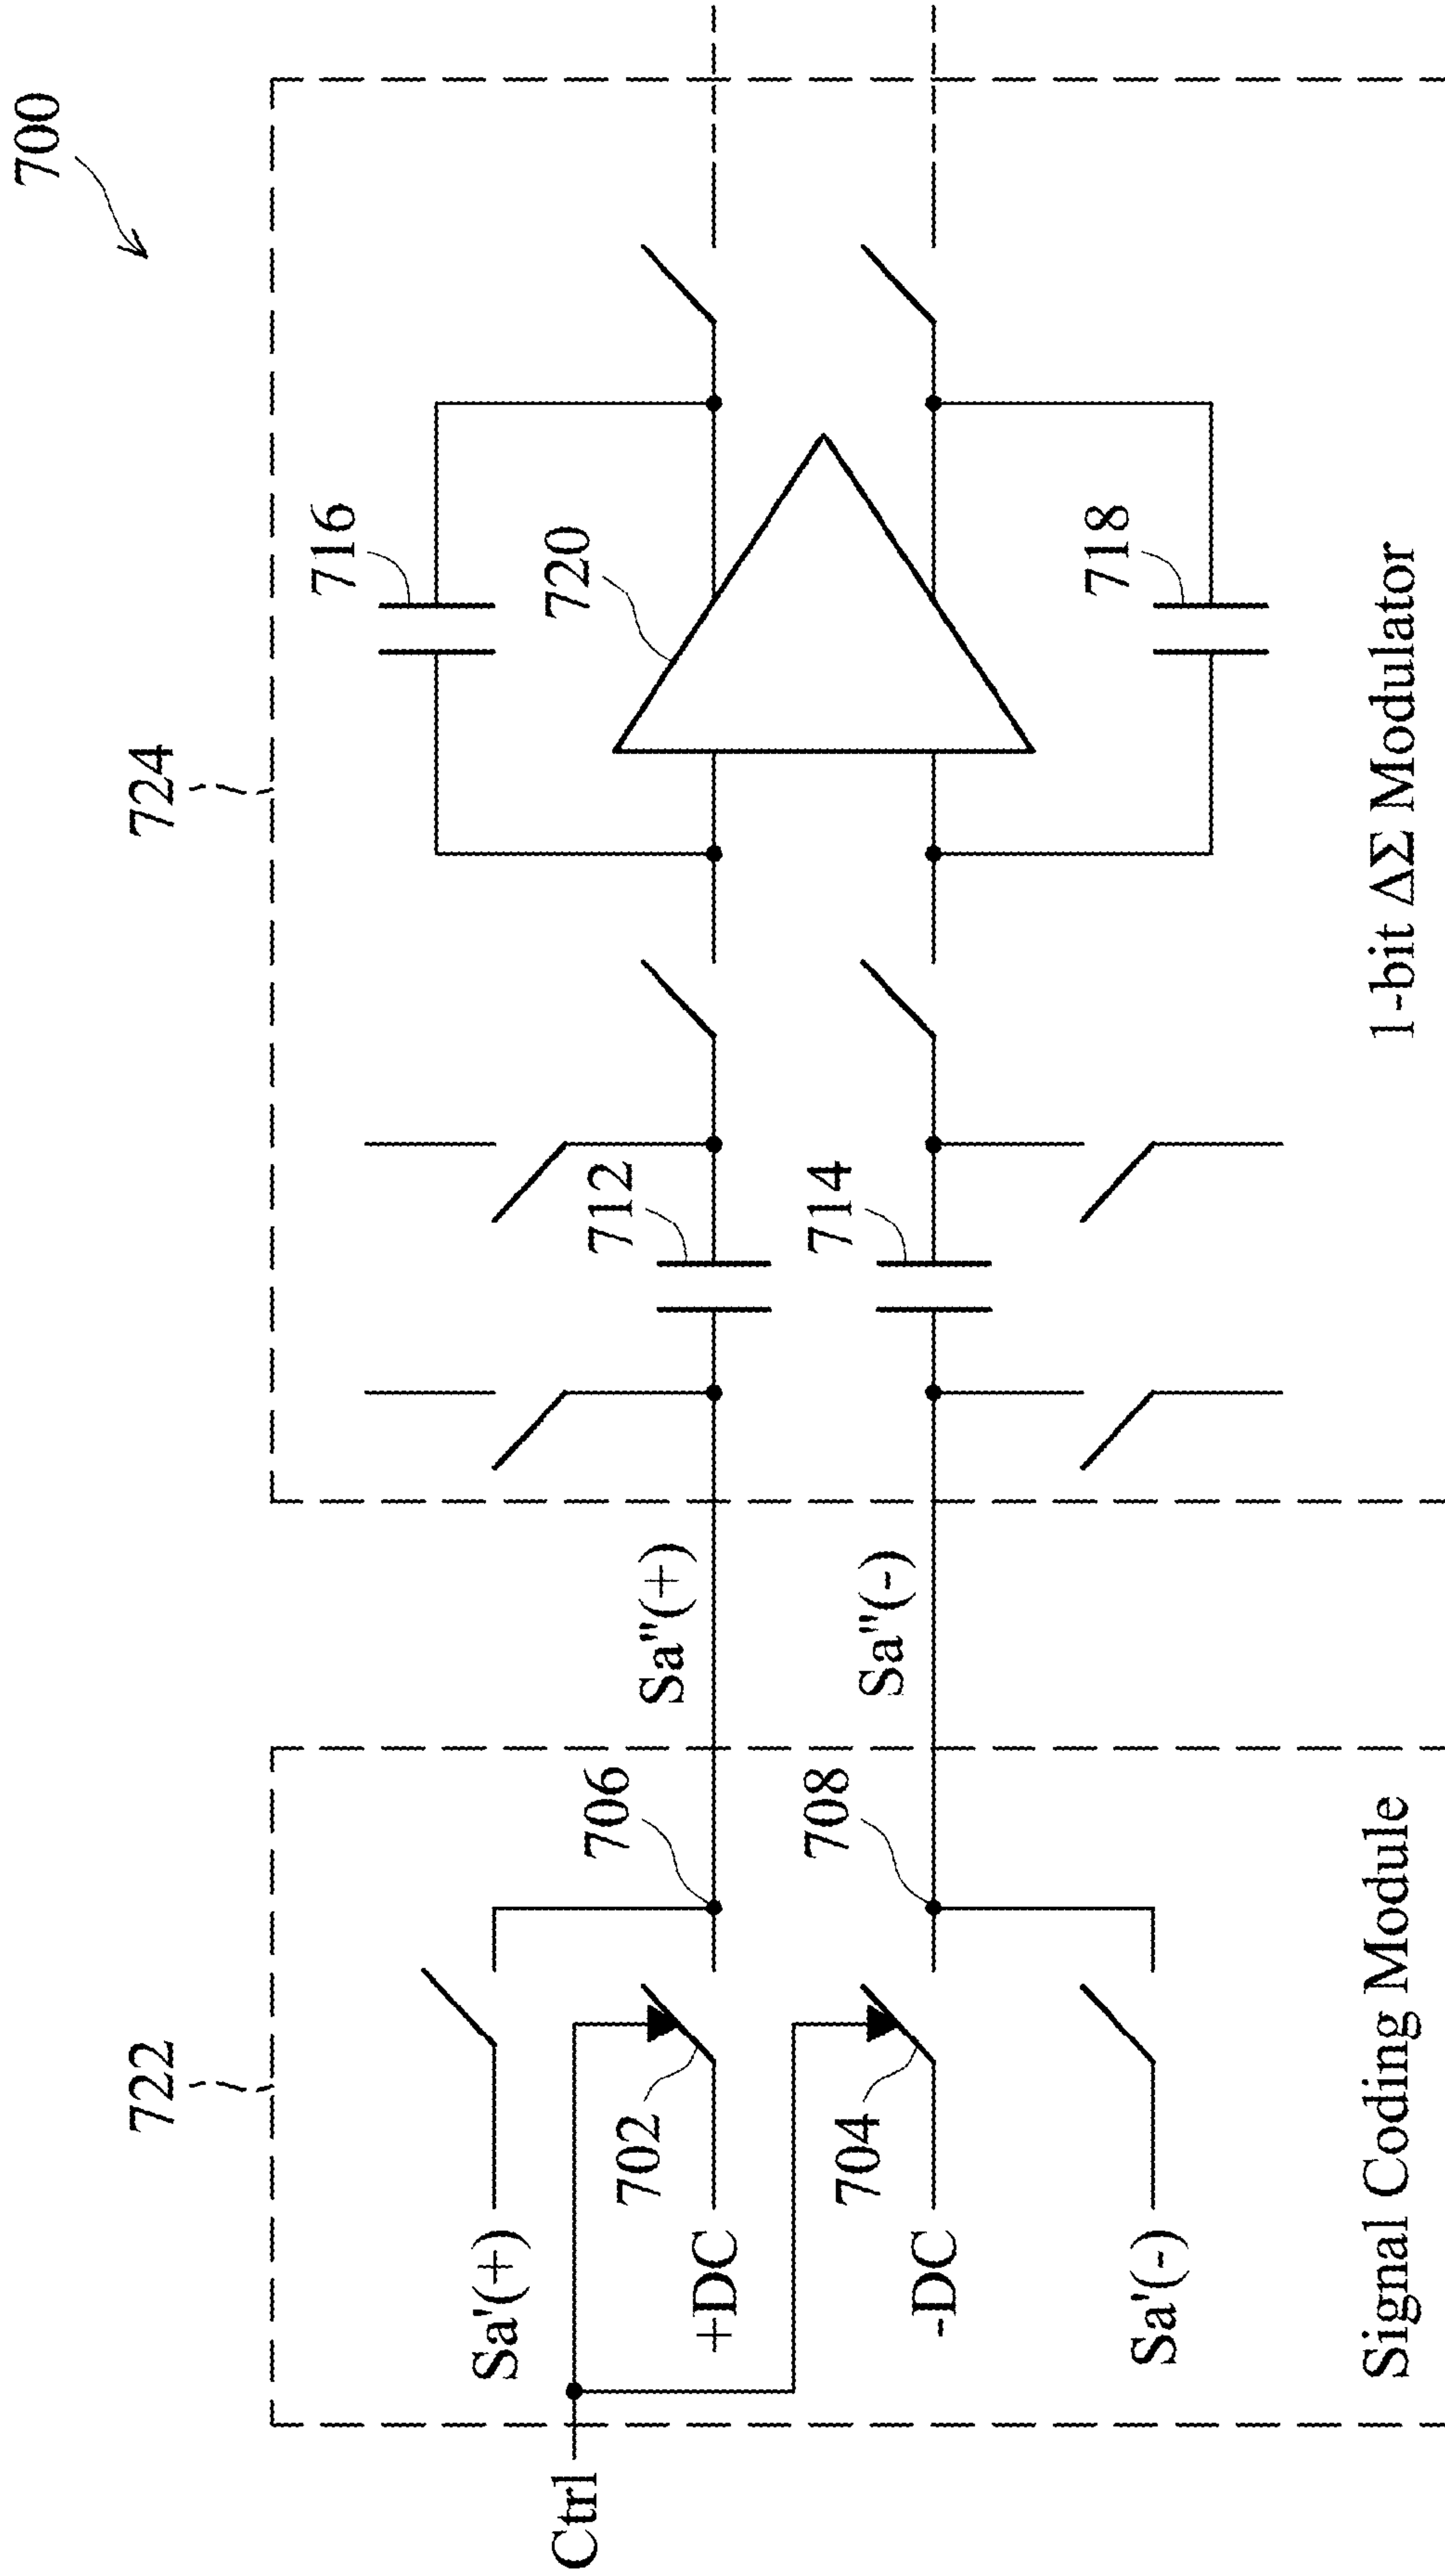 700
722
724
Ctrl
Sa'(+)
702
+DC
704
-DC
Sa'(-)
706
708
Sa"(+)
Sa"(-)
712
714
716
720
718
Signal Coding Module
1-bit ΔΣ Modulator